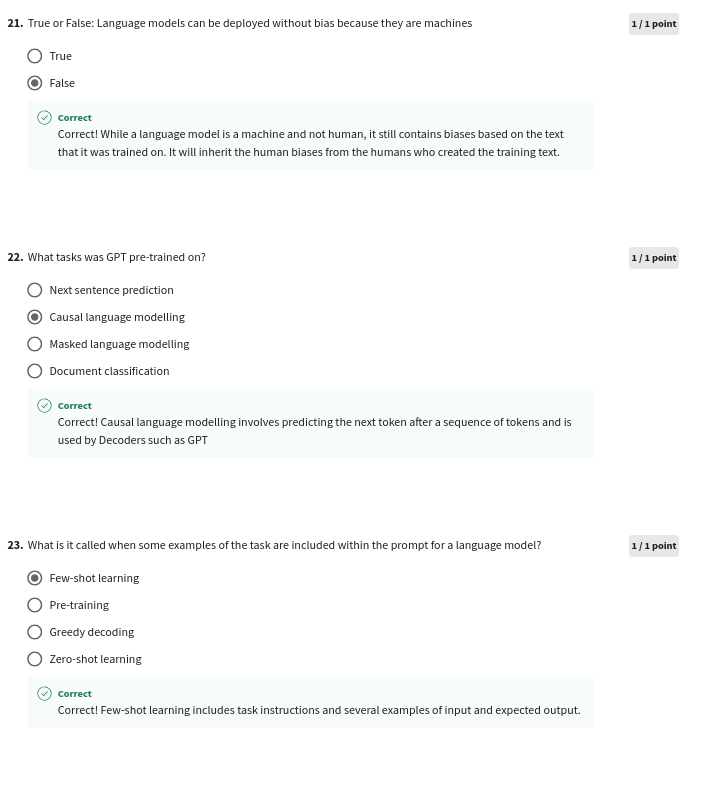 21. True or False: Language models can be deployed without bias because they are machines
1 / 1 point
True
False
Correct
Correct! While a language model is a machine and not human, it still contains biases based on the text
that it was trained on. It will inherit the human biases from the humans who created the training text.
22. What tasks was GPT pre-trained on?
1 / 1 point
Next sentence prediction
Causal language modelling
Masked language modelling
Document classification
Correct
Correct! Causal language modelling involves predicting the next token after a sequence of tokens and is
used by Decoders such as GPT
23. What is it called when some examples of the task are included within the prompt for a language model?
1 / 1 point
Few-shot learning
Pre-training
Greedy decoding
Zero-shot learning
Correct
Correct! Few-shot learning includes task instructions and several examples of input and expected output.